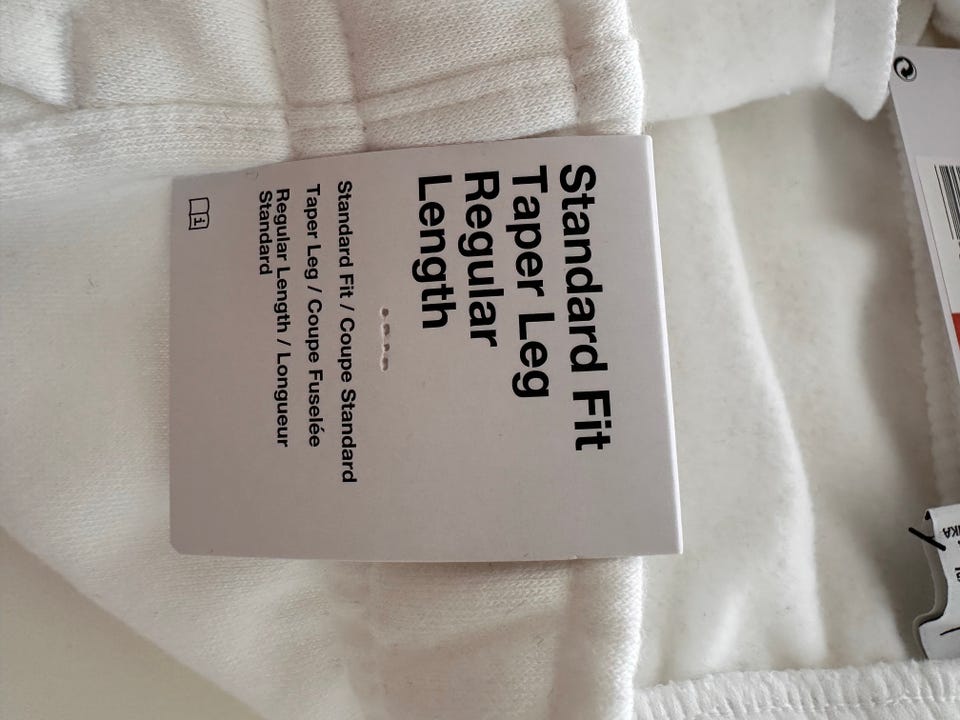 Standard Fit
Taper Leg
Regular
Length
Standard Fit / Coupe Standard
Taper Leg / Coupe Fuselée
Regular Length / Longueur
Standard